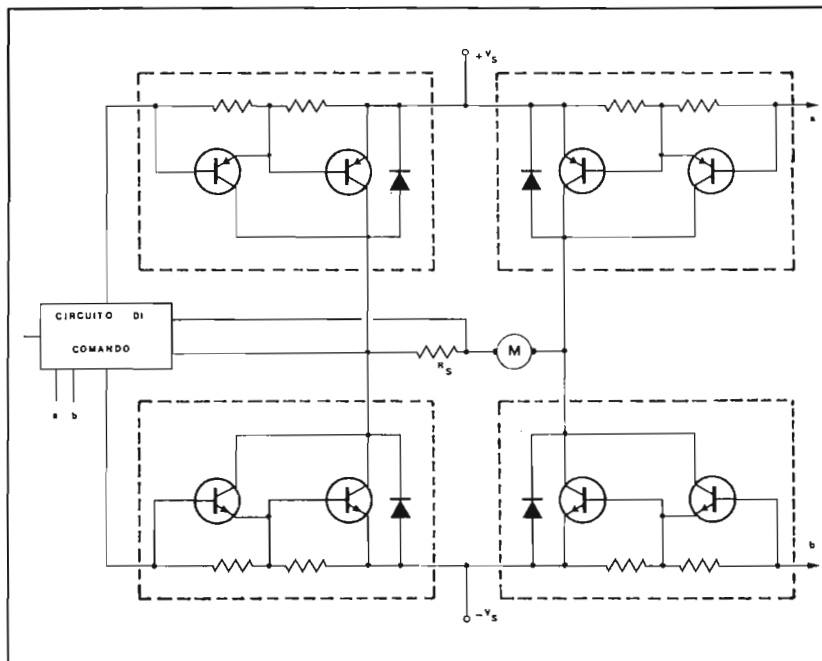 +Vs
a
CIRCUITO DI
COMANDO
RS
M
a b
b
−Vs